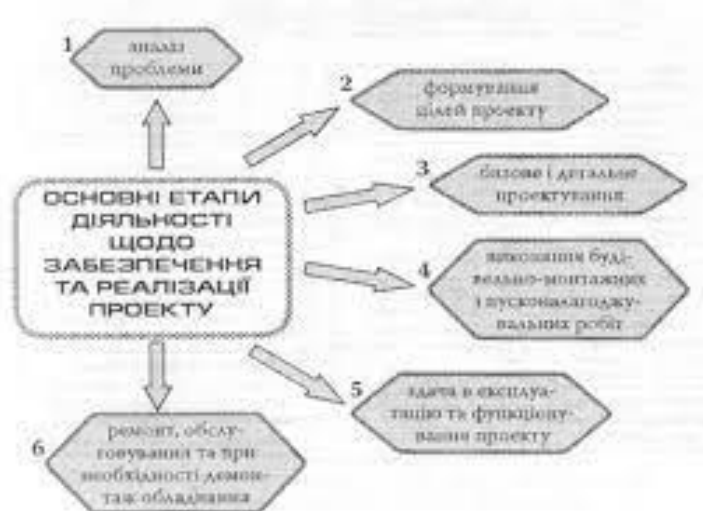 1
аналіз
проблеми
2
формування
цілей проекту
3
базове і детальне
проектування
ОСНОВНІ ЕТАПИ
ДІЯЛЬНОСТІ
ЩОДО
ЗАБЕЗПЕЧЕННЯ
ТА РЕАЛІЗАЦІЇ
ПРОЕКТУ
4
виконання буді-
вельно-монтажних
і пусконалагоджу-
вальних робіт
5
здача в експлуа-
тацію та функціону-
вання проекту
6
ремонт, обслу-
говування та при
необхідності демон-
таж обладнання